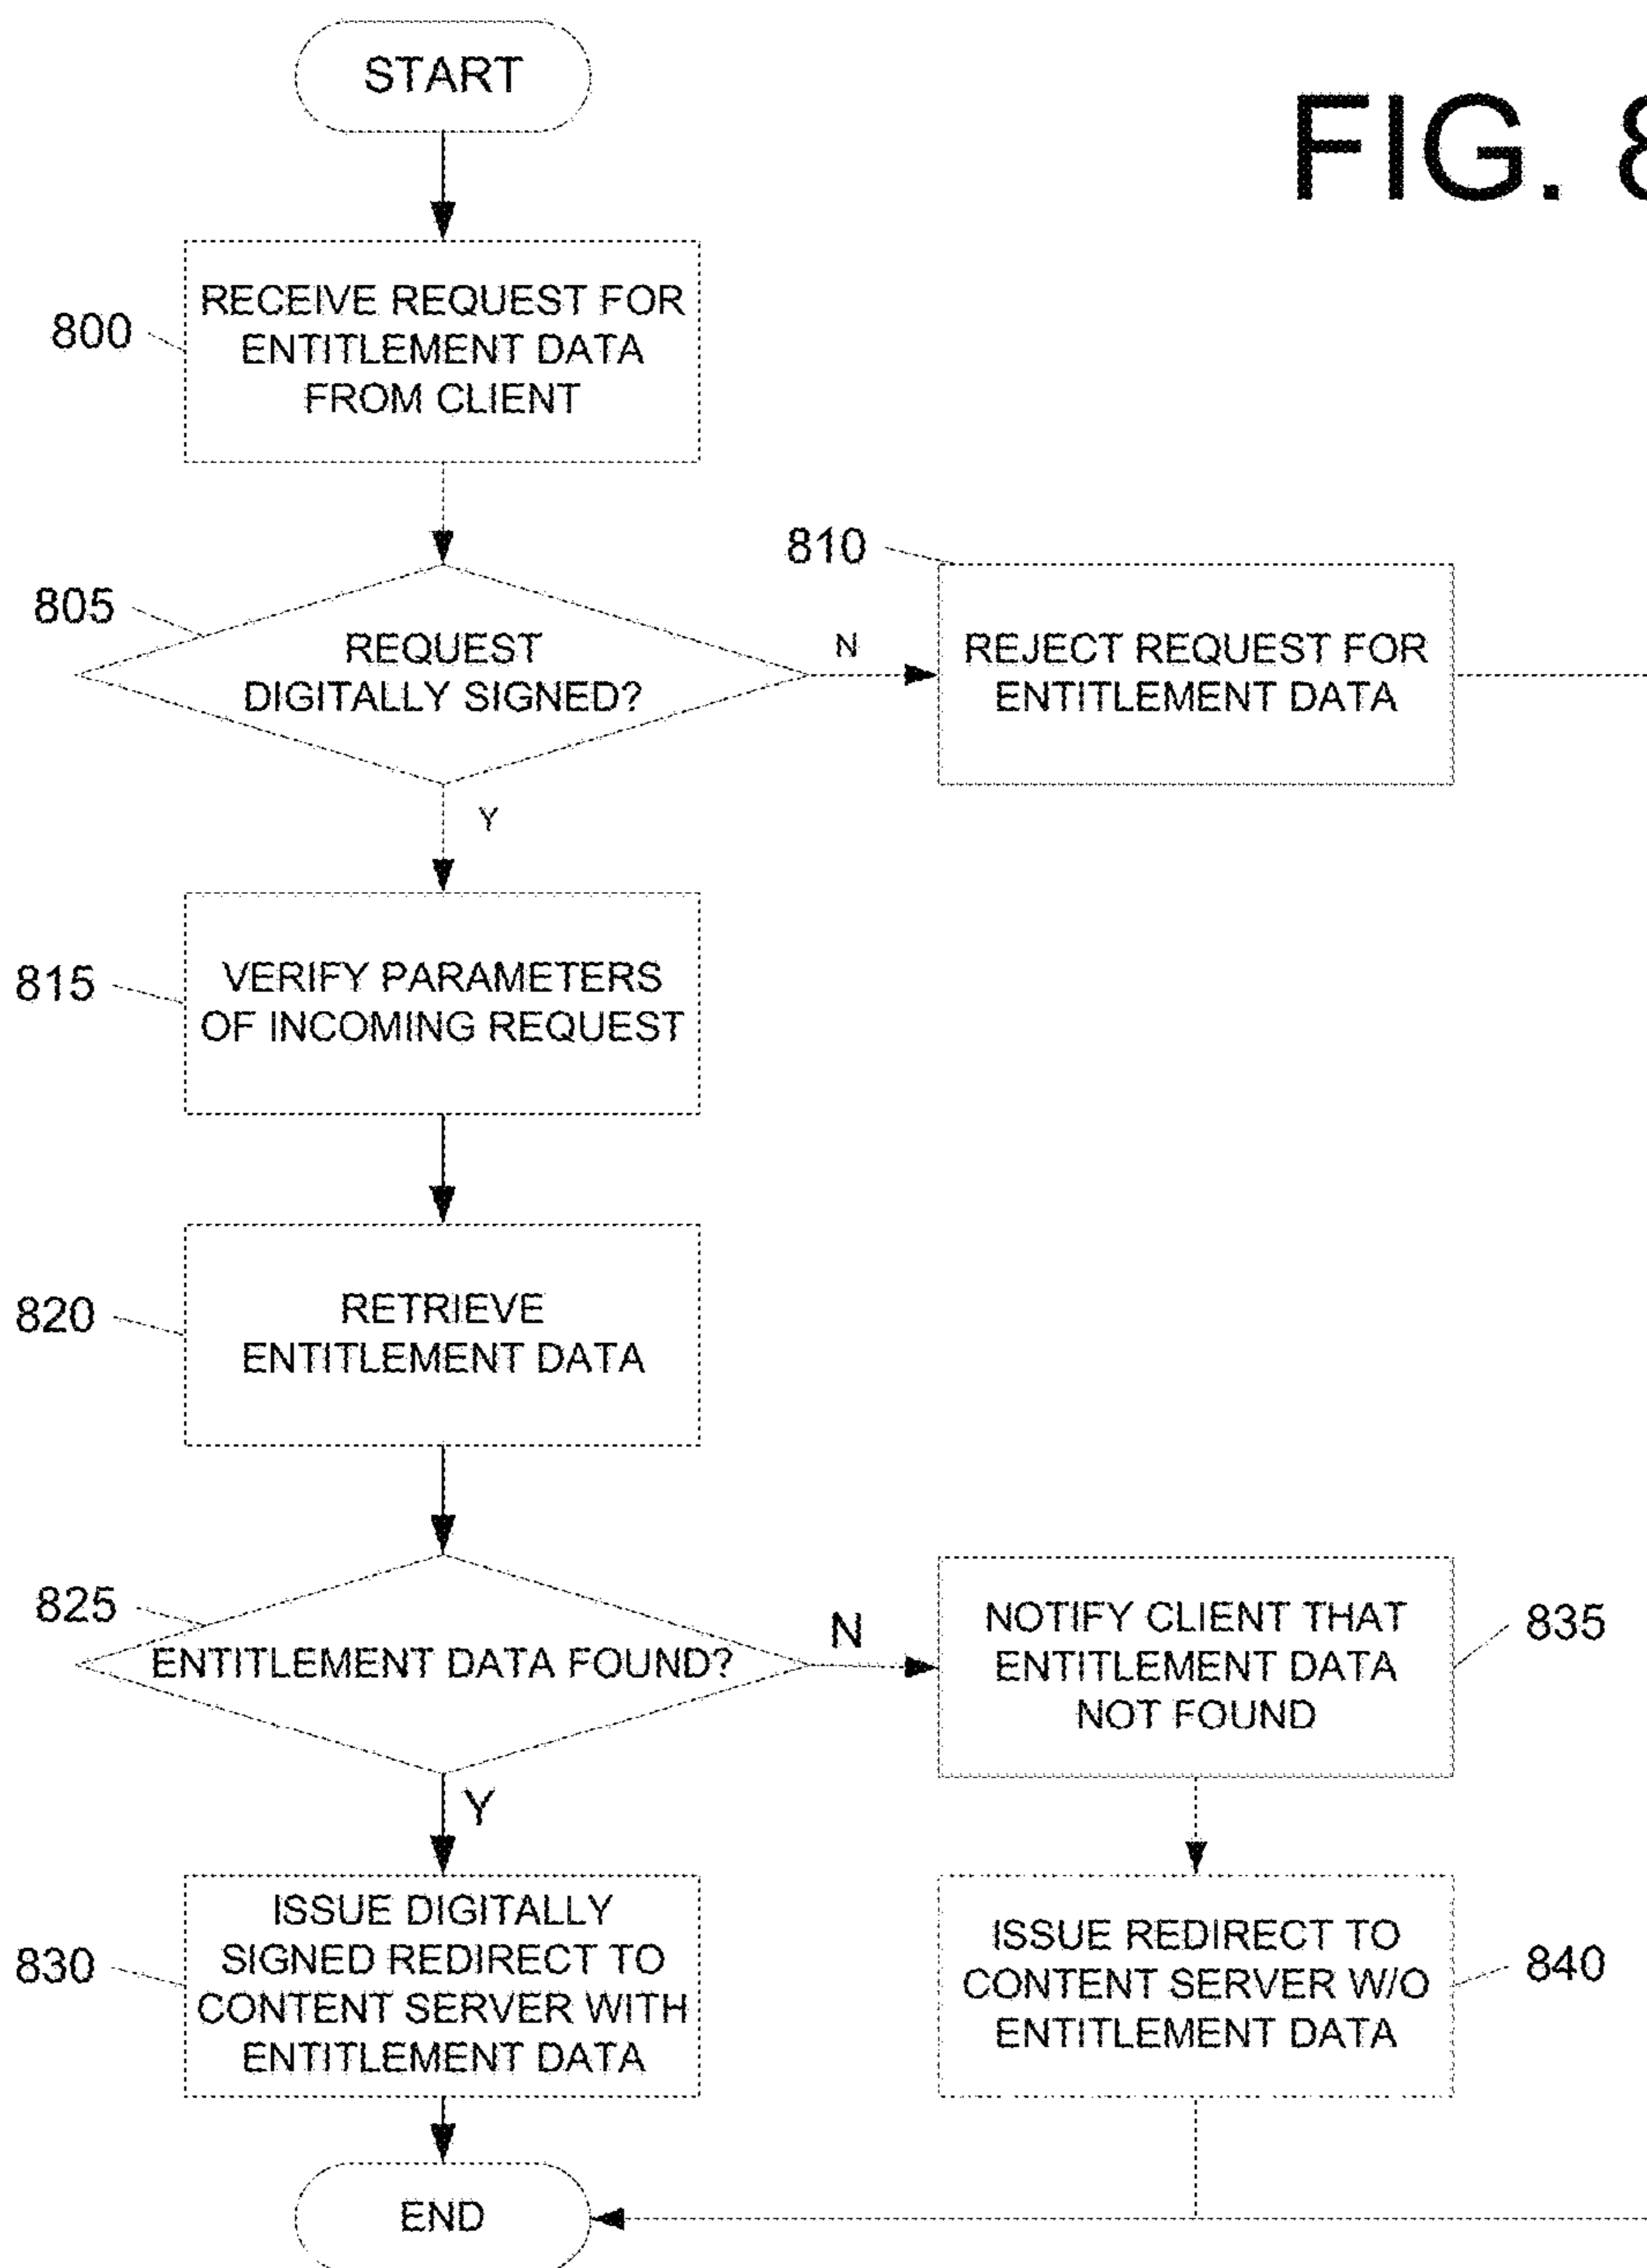 START
FIG. 8
800
RECEIVE REQUEST FOR
ENTITLEMENT DATA
FROM CLIENT
805
REQUEST
DIGITALLY SIGNED?
N
Y
810
REJECT REQUEST FOR
ENTITLEMENT DATA
815
VERIFY PARAMETERS
OF INCOMING REQUEST
820
RETRIEVE
ENTITLEMENT DATA
825
ENTITLEMENT DATA FOUND?
N
Y
NOTIFY CLIENT THAT
ENTITLEMENT DATA
NOT FOUND
835
830
ISSUE DIGITALLY
SIGNED REDIRECT TO
CONTENT SERVER WITH
ENTITLEMENT DATA
ISSUE REDIRECT TO
CONTENT SERVER W/O
ENTITLEMENT DATA
840
END